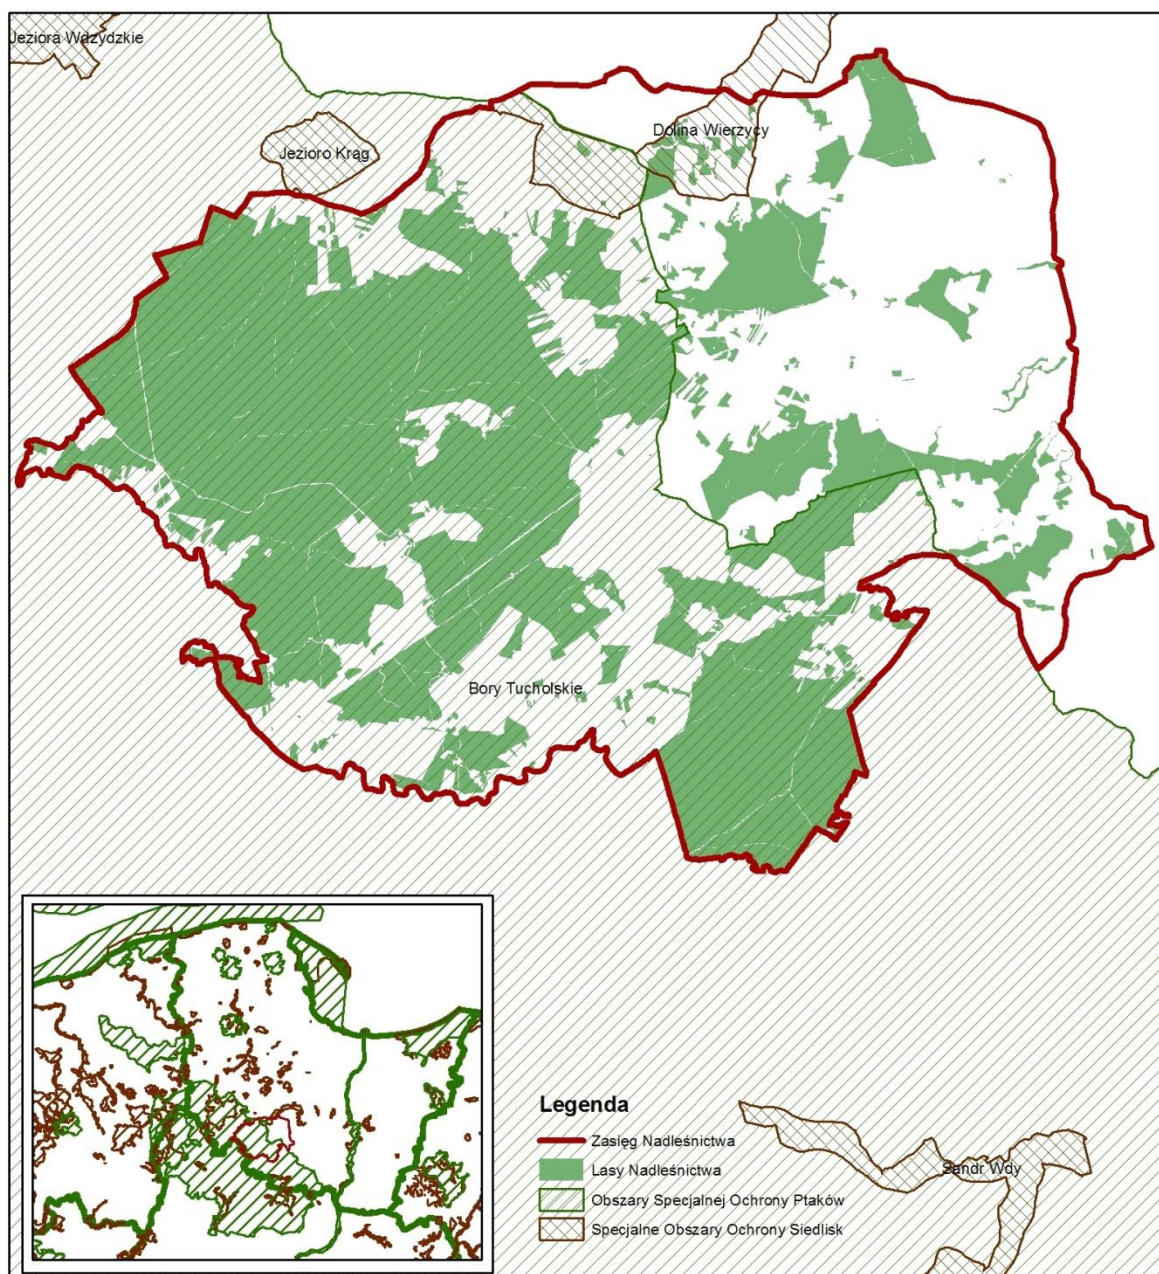 Jeziora Wdzydzkie
Dolina Wierzycy
Jezioro Krąg
Bory Tucholskie
Legenda
Zasięg Nadleśnictwa
Lasy Nadleśnictwa
Obszary Specjalnej Ochrony Ptaków
Specjalne Obszary Ochrony Siedlisk
Sandr Wdy